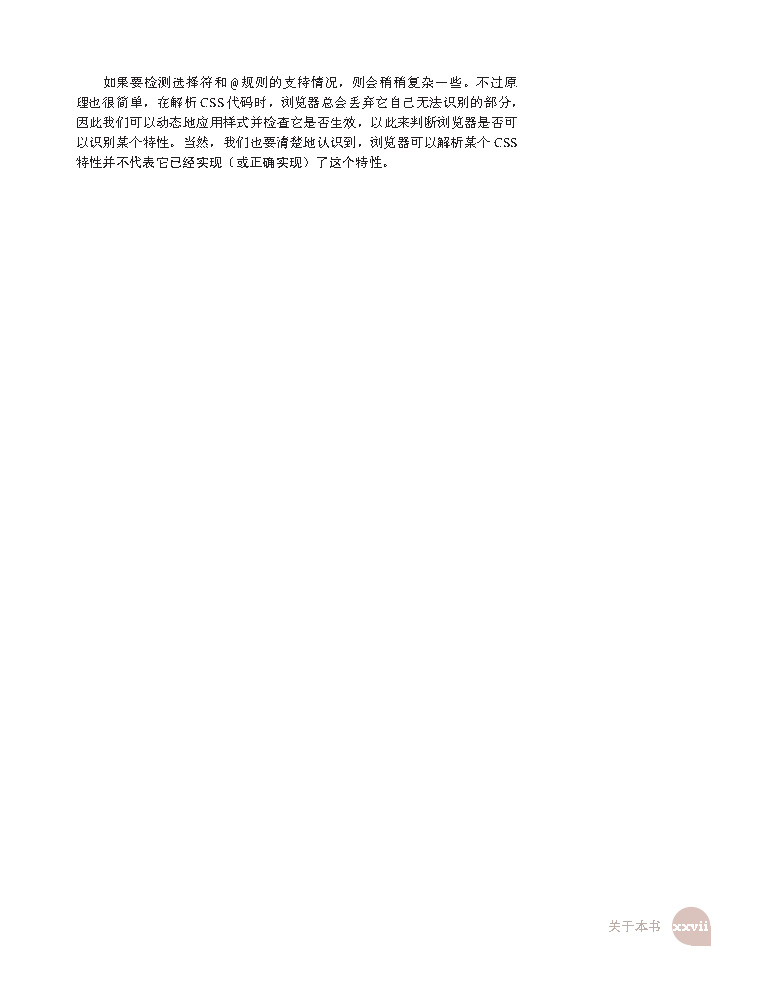 如果要检测选择符和@规则的支持情况，则会稍稍复杂一些。不过原
理也很简单，在解析CSS代码时，浏览器总会丢弃它自己无法识别的部分，
因此我们可以动态地应用样式并检查它是否生效，以此来判断浏览器是否可
以识别某个特性。当然，我们也要清楚地认识到，浏览器可以解析某个CSS
特性并不代表它已经实现（或正确实现）了这个特性。
关于本书 xxvii